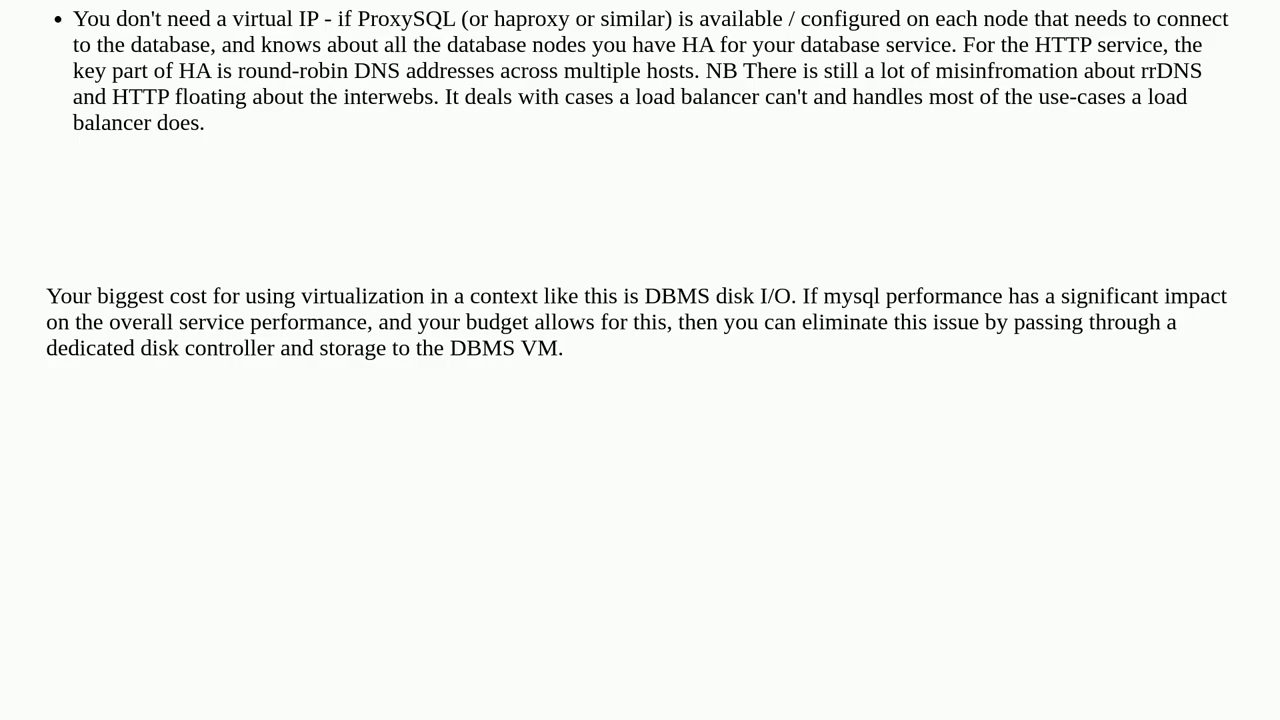 • You don't need a virtual IP - if ProxySQL (or haproxy or similar) is available / configured on each node that needs to connect
to the database, and knows about all the database nodes you have HA for your database service. For the HTTP service, the
key part of HA is round-robin DNS addresses across multiple hosts. NB There is still a lot of misinfromation about rrDNS
and HTTP floating about the interwebs. It deals with cases a load balancer can't and handles most of the use-cases a load
balancer does.
Your biggest cost for using virtualization in a context like this is DBMS disk I/O. If mysql performance has a significant impact
on the overall service performance, and your budget allows for this, then you can eliminate this issue by passing through a
dedicated disk controller and storage to the DBMS VM.